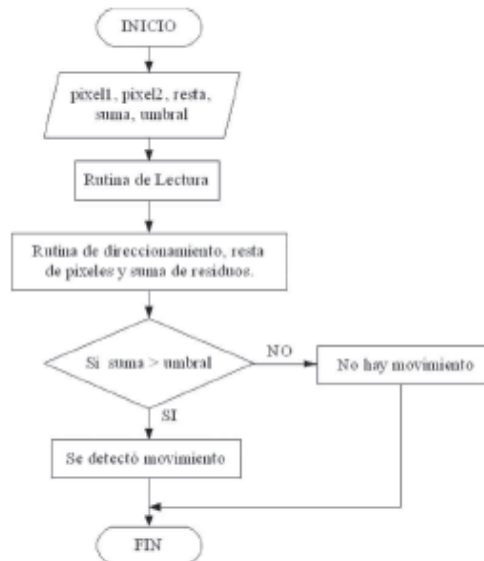 INICIO
pixel1, pixel2, resta,
suma, umbral
Rutina de Lectura
Rutina de direccionamiento, resta
de pixeles y suma de residuos.
Si suma > umbral
NO
No hay movimiento
SI
Se detectó movimiento
FIN